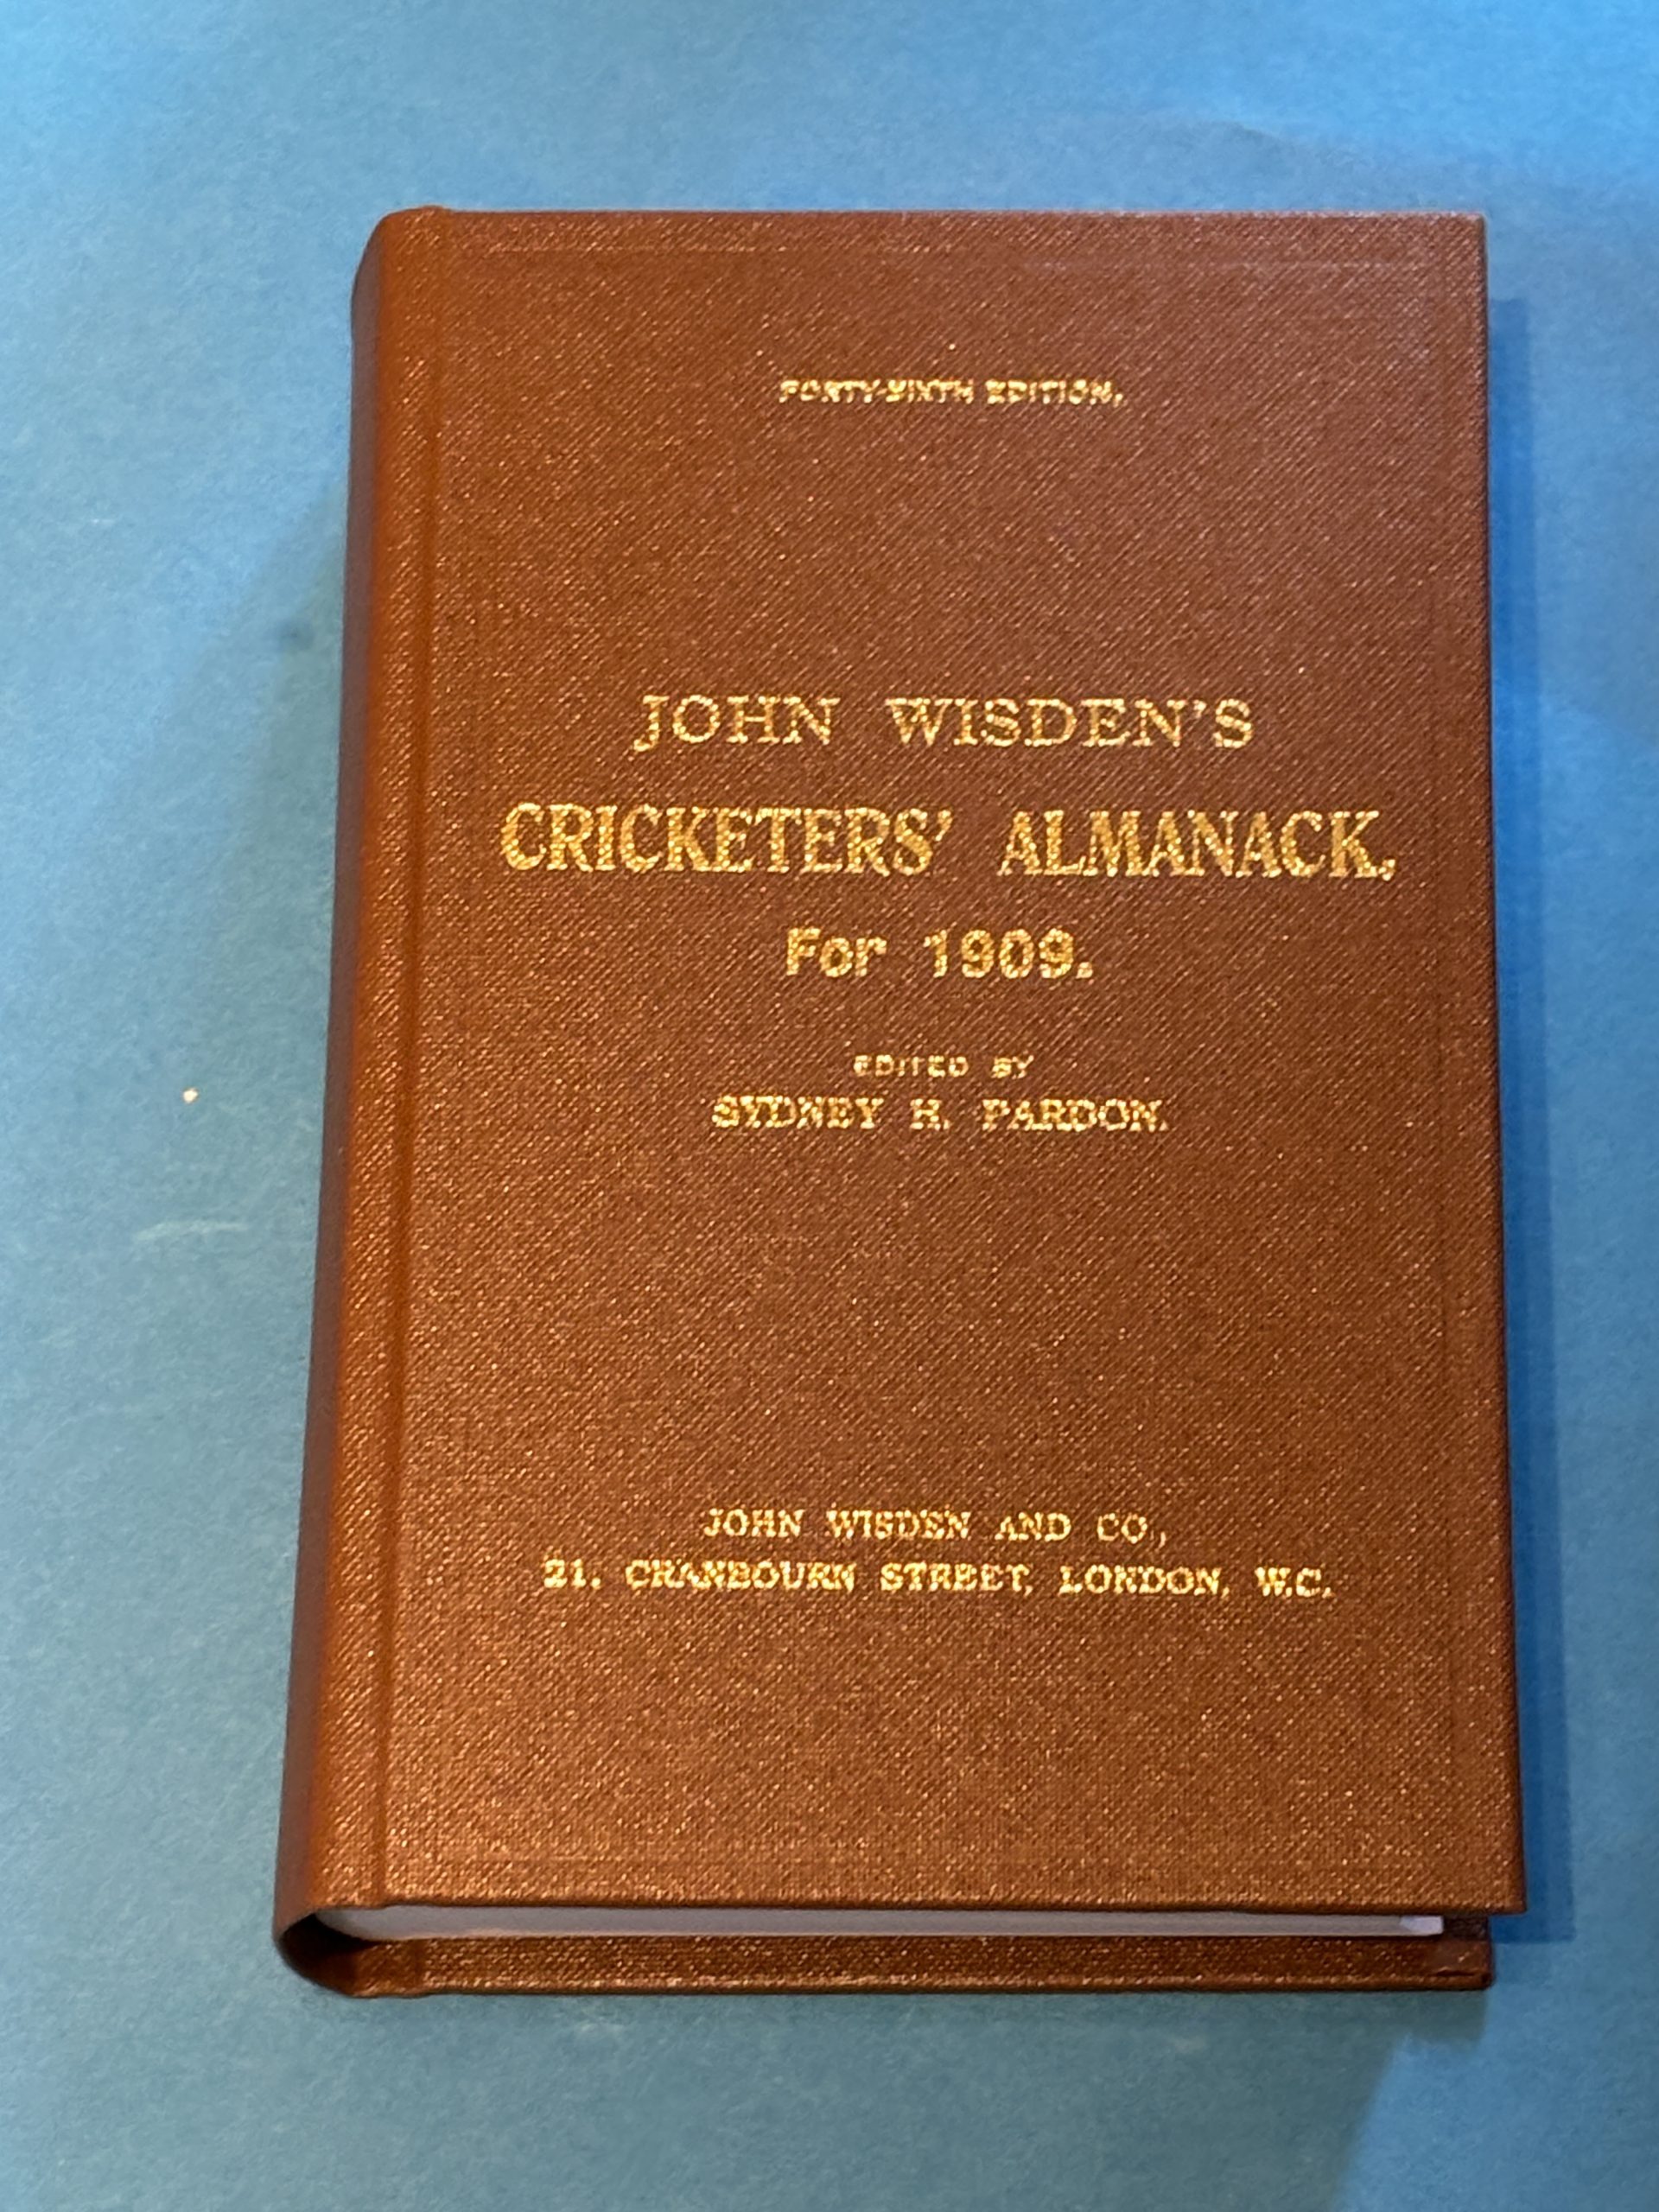 FORTY-SIXTH EDITION.
JOHN WISDEN'S
CRICKETERS' ALMANACK,
For 1909.
EDITED BY
SYDNEY H. PARDON.
JOHN WISDEN AND CO.,
21, CRANBOURN STREET, LONDON, W.C.